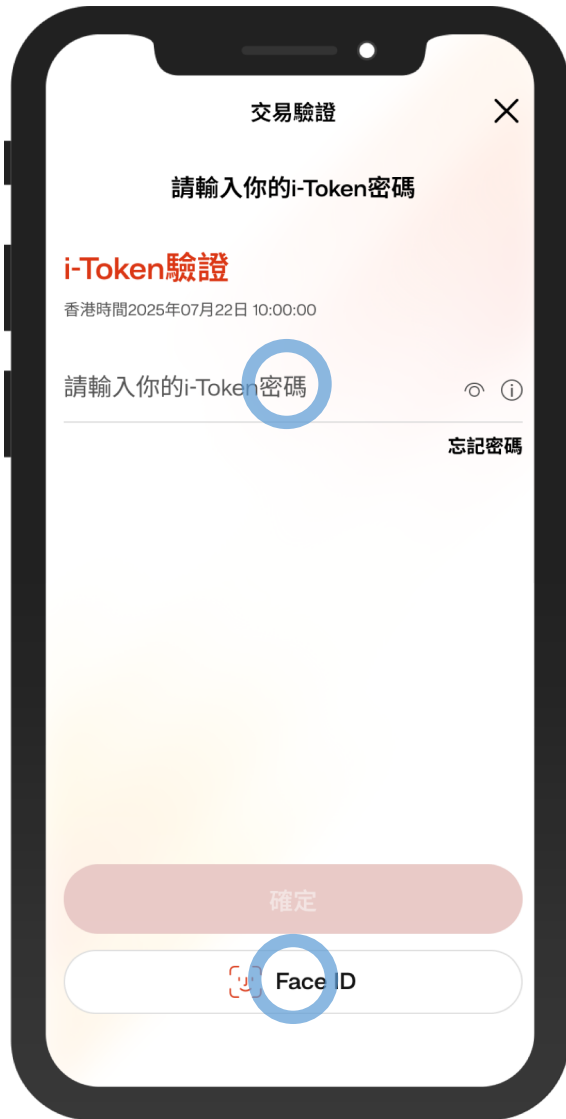 交易驗證
請輸入你的i-Token密碼
i-Token驗證
香港時間2025年07月22日 10:00:00
請輸入你的i-Token密碼
忘記密碼
確定
Face ID